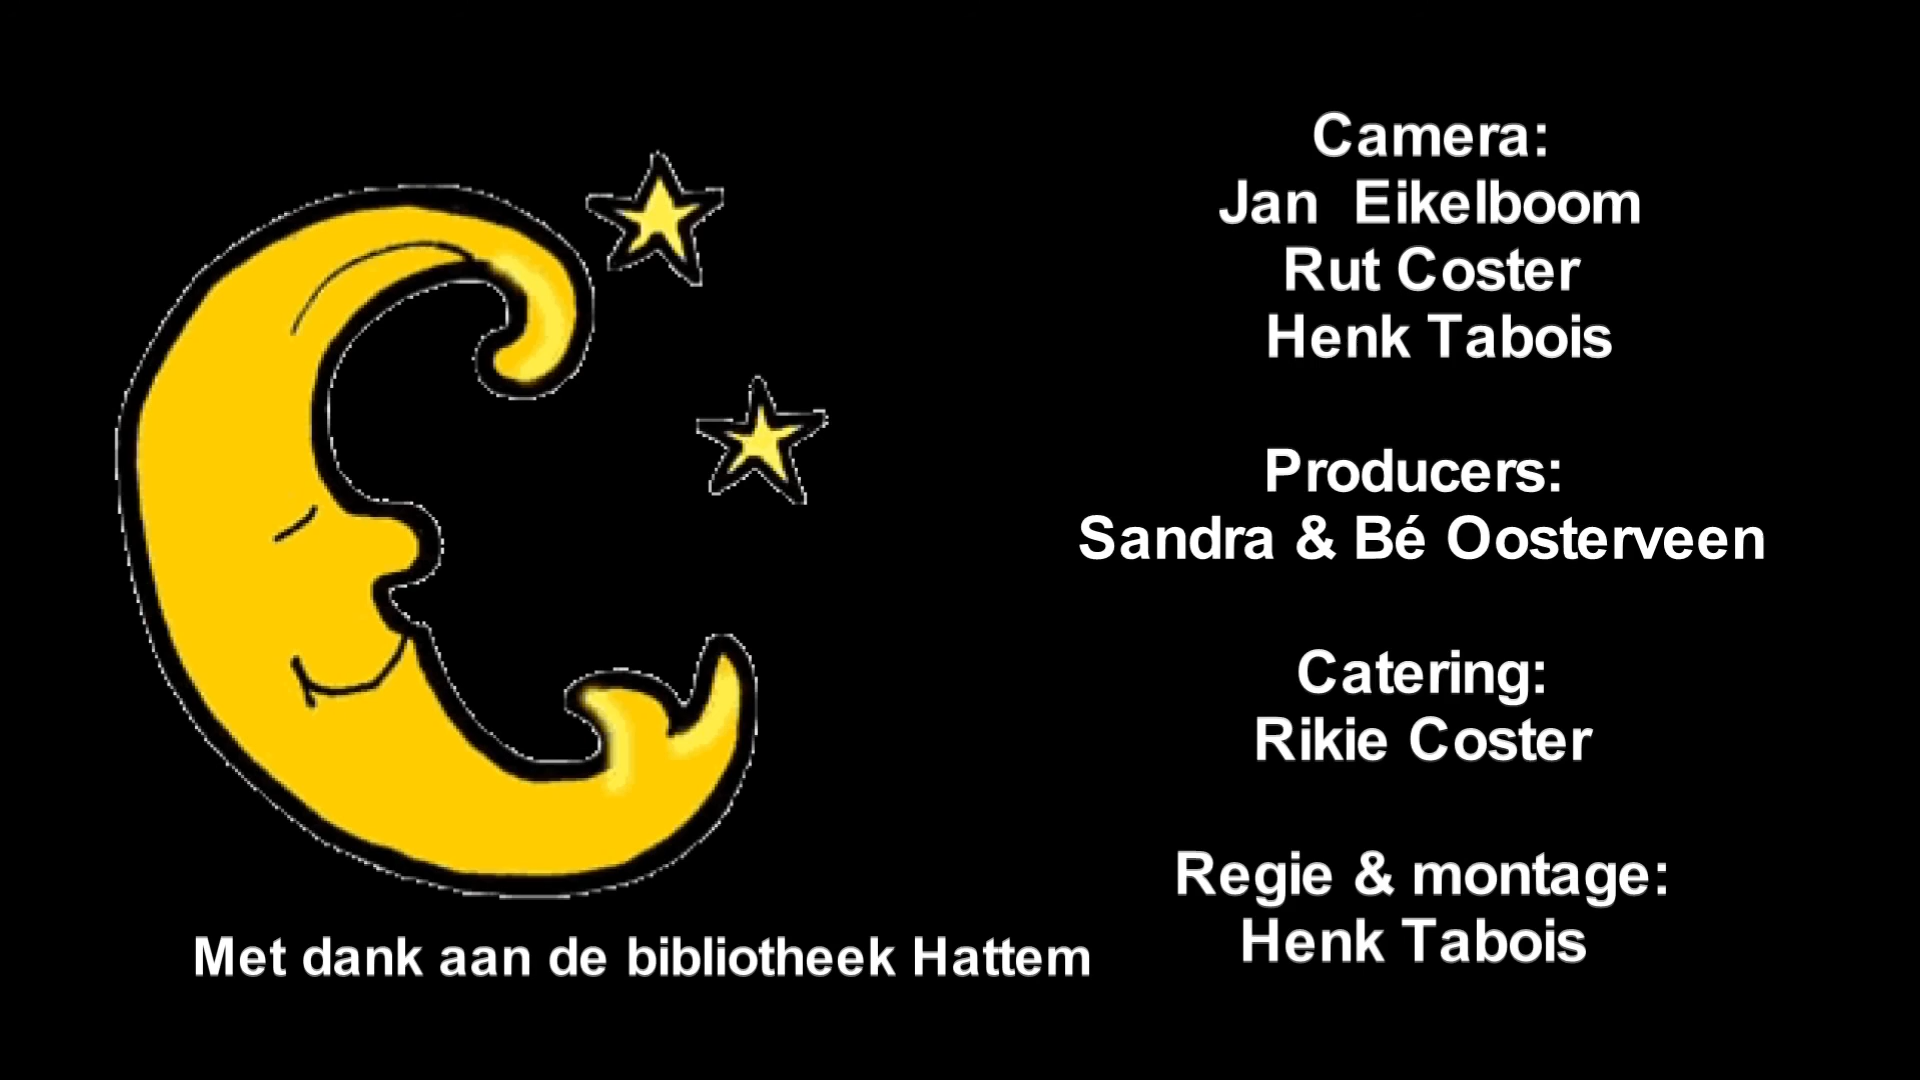 Camera:
Jan Eikelboom
Rut Coster
Henk Tabois
Producers:
Sandra & Bé Oosterveen
Catering:
Rikie Coster
Regie & montage:
Henk Tabois
Met dank aan de bibliotheek Hattem